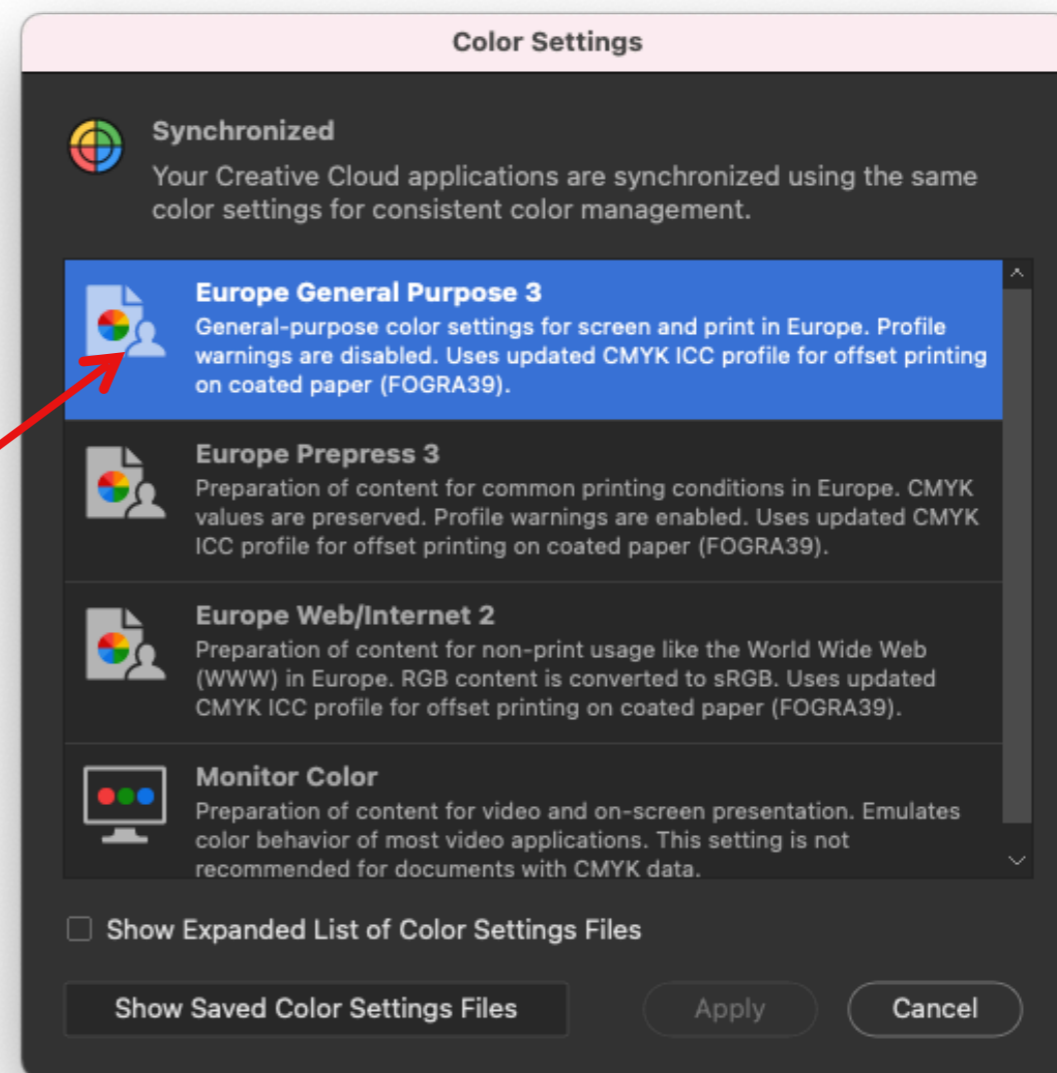 Color Settings
Synchronized
Your Creative Cloud applications are synchronized using the same
color settings for consistent color management.
Europe General Purpose 3
General-purpose color settings for screen and print in Europe. Profile
warnings are disabled. Uses updated CMYK ICC profile for offset printing
on coated paper (FOGRA39).
Europe Prepress 3
Preparation of content for common printing conditions in Europe. CMYK
values are preserved. Profile warnings are enabled. Uses updated CMYK
ICC profile for offset printing on coated paper (FOGRA39).
Europe Web/Internet 2
Preparation of content for non-print usage like the World Wide Web
(WWW) in Europe. RGB content is converted to sRGB. Uses updated
CMYK ICC profile for offset printing on coated paper (FOGRA39).
Monitor Color
Preparation of content for video and on-screen presentation. Emulates
color behavior of most video applications. This setting is not
recommended for documents with CMYK data.
Show Expanded List of Color Settings Files
Show Saved Color Settings Files
Apply
Cancel